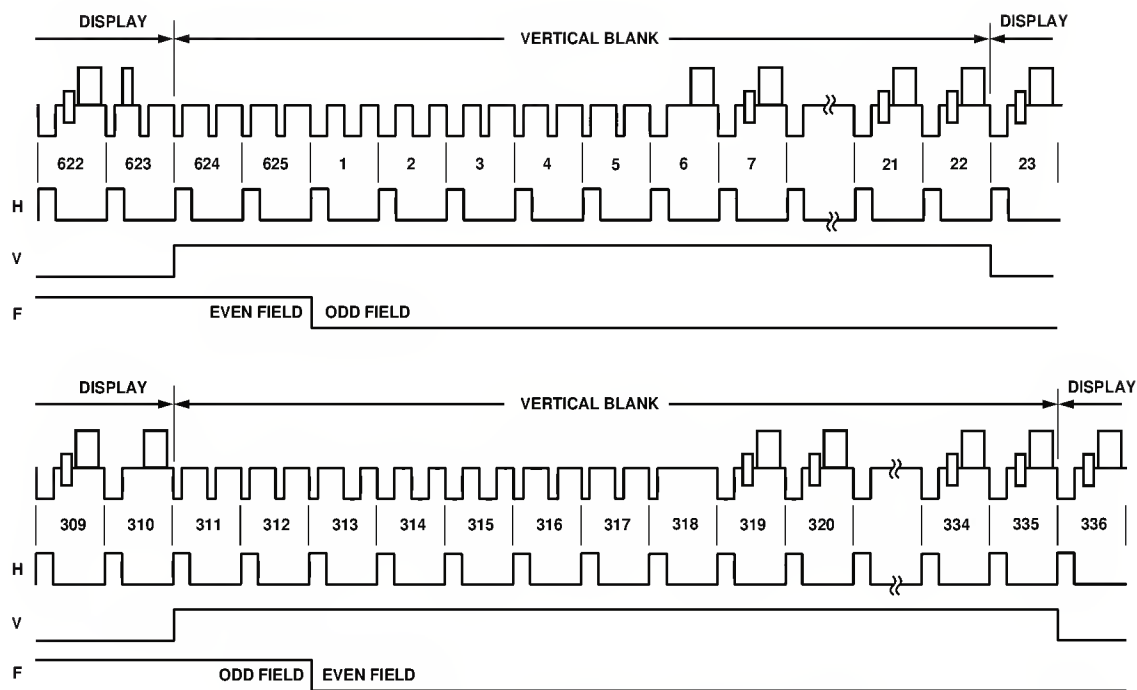 DISPLAY VERTICAL BLANK DISPLAY
622 623 624 625 1 2 3 4 5 6 7 21 22 23
H
V
F EVEN FIELD ODD FIELD
DISPLAY VERTICAL BLANK DISPLAY
309 310 311 312 313 314 315 316 317 318 319 320 334 335 336
H
V
F ODD FIELD EVEN FIELD